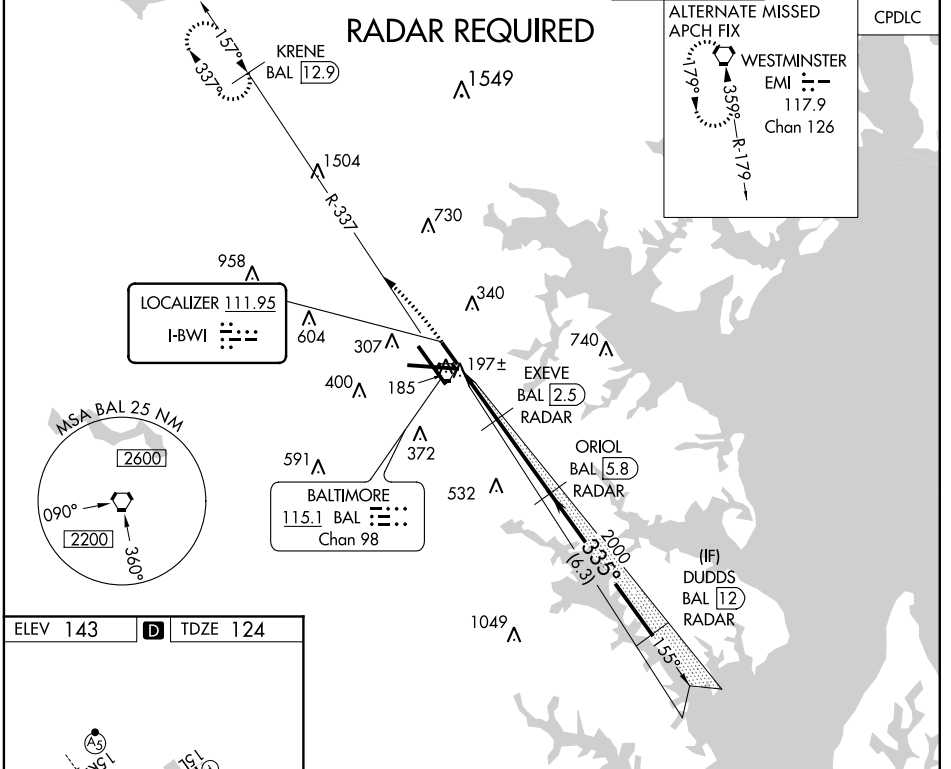 RADAR REQUIRED
ALTERNATE MISSED
APCH FIX
CPDLC
WESTMINSTER
EMI
117.9
Chan 126
179°
359°
R-179
157°
337°
KRENE
BAL 12.9
1549
1504
R-337
730
958
LOCALIZER 111.95
I-BWI
604
340
307
740
197±
185
400
EXEVE
BAL 2.5
RADAR
372
ORIOL
BAL 5.8
RADAR
591
532
BALTIMORE
115.1 BAL
Chan 98
MSA BAL 25 NM
2600
090°
2200
360°
2000
335°
(6.3)
(IF)
DUDDS
BAL 12
RADAR
155°
1049
ELEV 143
D
TDZE 124
A5
15R
15L